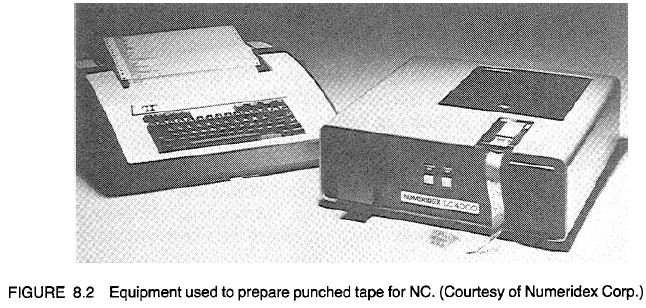 NUMERIDEX
FIGURE 8.2 Equipment used to prepare punched tape for NC. (Courtesy of Numeridex Corp.)